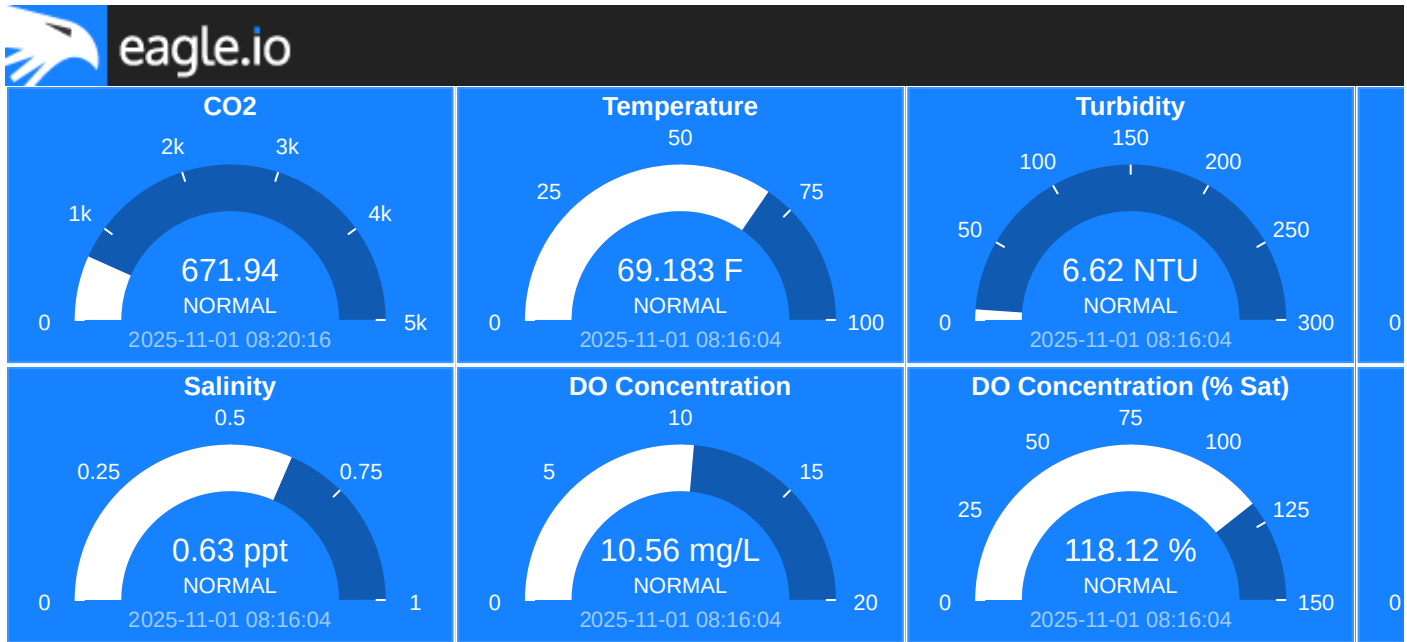 eagle.io
CO2
0
1k
2k
3k
4k
5k
671.94
NORMAL
2025-11-01 08:20:16
Temperature
0
25
50
75
100
69.183 F
NORMAL
2025-11-01 08:16:04
Turbidity
0
50
100
150
200
250
300
6.62 NTU
NORMAL
2025-11-01 08:16:04
0
Salinity
0
0.25
0.5
0.75
1
0.63 ppt
NORMAL
2025-11-01 08:16:04
DO Concentration
0
5
10
15
20
10.56 mg/L
NORMAL
2025-11-01 08:16:04
DO Concentration (% Sat)
0
25
50
75
100
125
150
118.12 %
NORMAL
2025-11-01 08:16:04
0